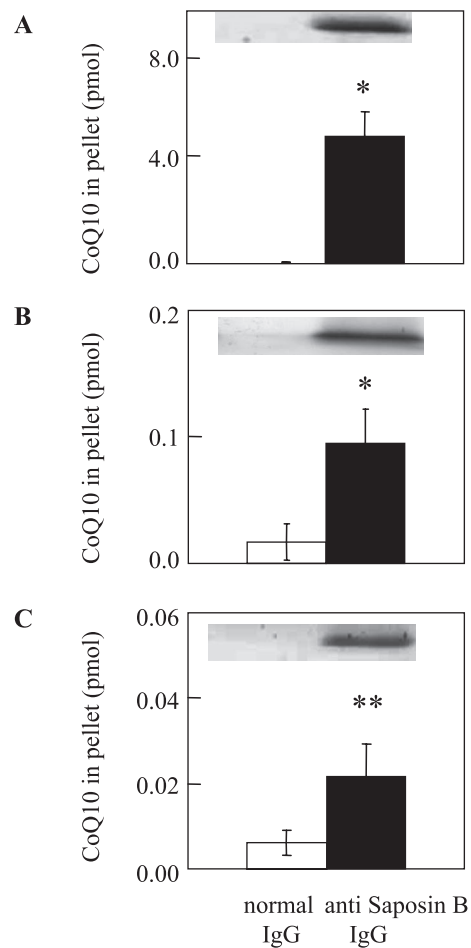 A
CoQ10 in pellet (pmol)
8.0
4.0
0.0
*
B
CoQ10 in pellet (pmol)
0.2
0.1
0.0
*
C
CoQ10 in pellet (pmol)
0.06
0.04
0.02
0.00
**
normal IgG
anti Saposin B IgG